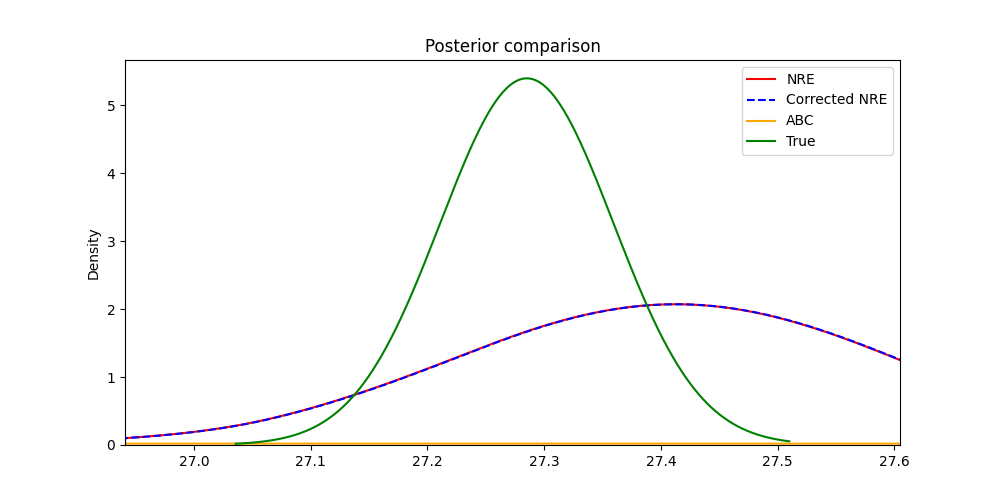 Posterior comparison
NRE
Corrected NRE
ABC
True
Density
5
4
3
2
1
0
27.0 27.1 27.2 27.3 27.4 27.5 27.6